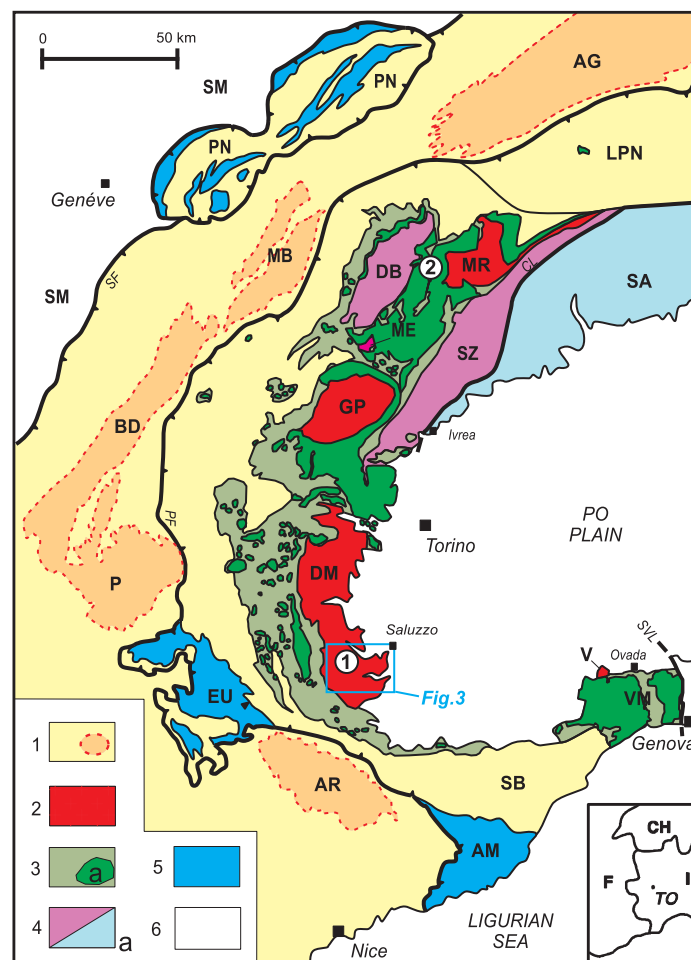 0 50 km
AG
SM
PN
PN
LPN
Genéve
MB
2
MR
DB
SF
CL
SA
SM
ME
SZ
GP
BD
Ivrea
PF
PO
PLAIN
Torino
P
DM
Saluzzo
SVL
1
V
Ovada
EU
Fig.3
VM
Genova
1
SB
AR
2
CH
3 a
5
AM
F
I
TO
4 a
6
LIGURIAN
SEA
Nice